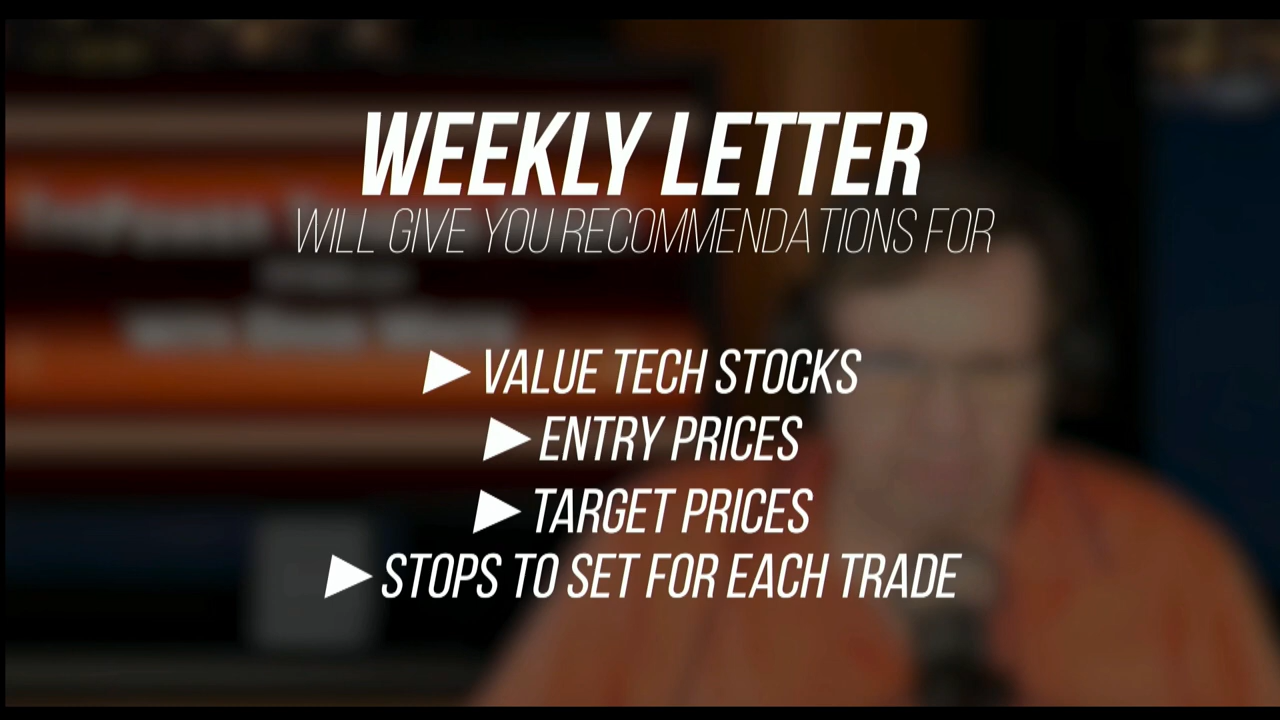 WEEKLY LETTER
WILL GIVE YOU RECOMMENDATIONS FOR
▶ VALUE TECH STOCKS
▶ ENTRY PRICES
▶ TARGET PRICES
▶ STOPS TO SET FOR EACH TRADE